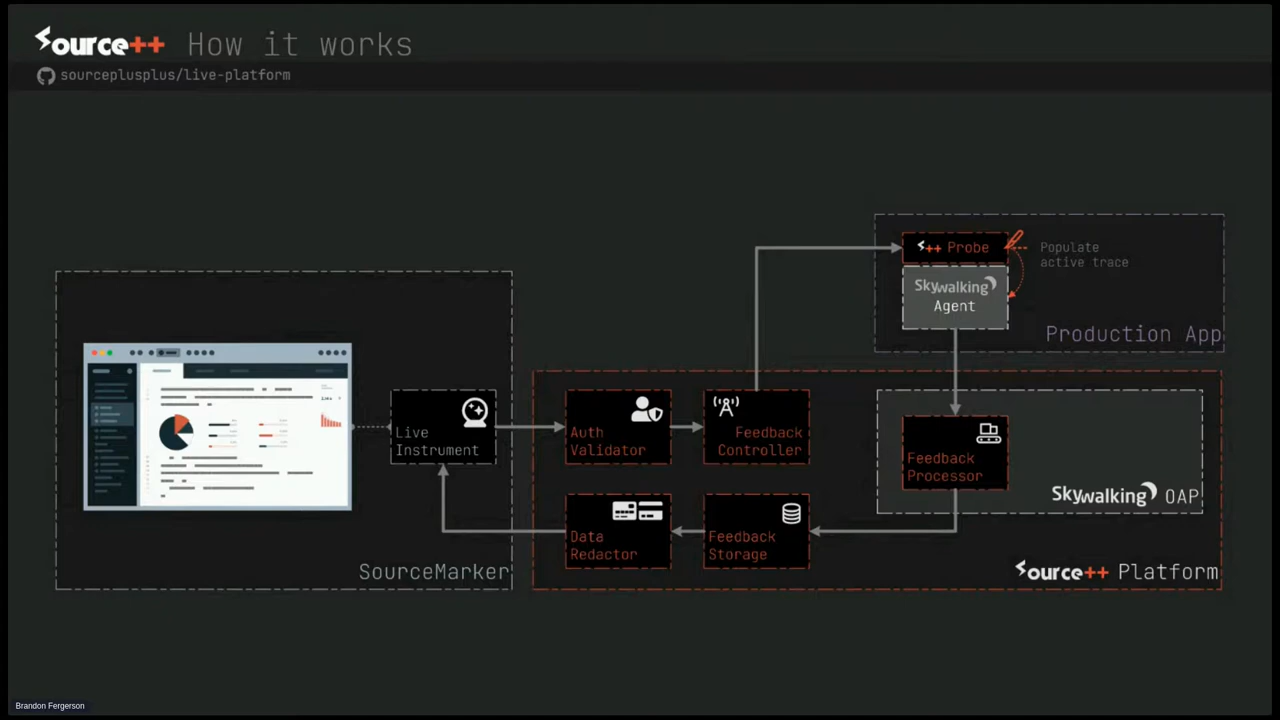 Source++ How it works
sourceplusplus/live-platform
S++ Probe
Populate
active trace
Skywalking
Agent
Production App
Live
Instrument
Auth
Validator
Feedback
Controller
Feedback
Processor
Skywalking OAP
Data
Redactor
Feedback
Storage
SourceMarker
Source++ Platform
Brandon Fergerson